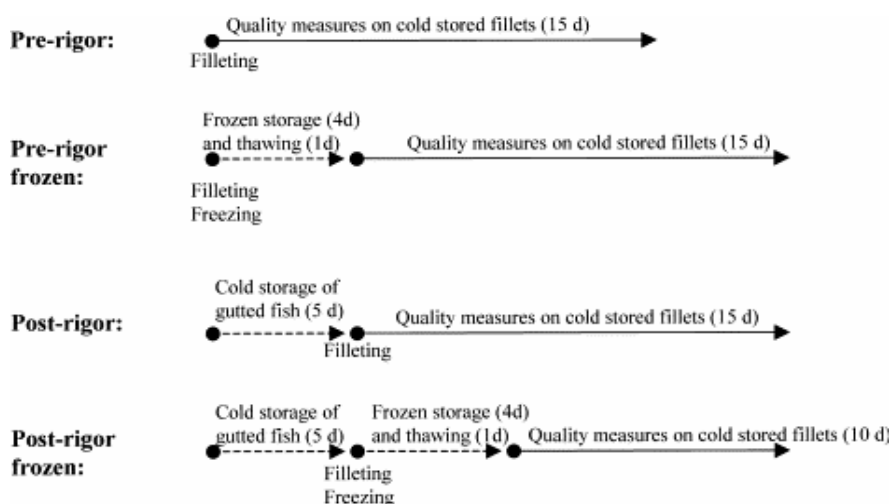 Pre-rigor:
Quality measures on cold stored fillets (15 d)
Filleting
Pre-rigor
frozen:
Frozen storage (4d)
and thawing (1d)
Quality measures on cold stored fillets (15 d)
Filleting
Freezing
Post-rigor:
Cold storage of
gutted fish (5 d)
Quality measures on cold stored fillets (15 d)
Filleting
Post-rigor
frozen:
Cold storage of
gutted fish (5 d)
Frozen storage (4d)
and thawing (1d)
Quality measures on cold stored fillets (10 d)
Filleting
Freezing